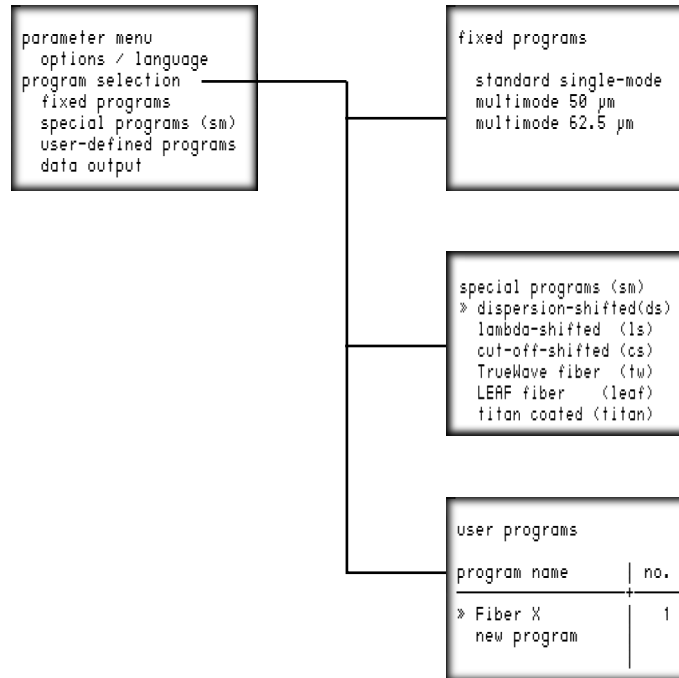 parameter menu
options / language
program selection
fixed programs
special programs (sm)
user-defined programs
data output
fixed programs
standard single-mode
multimode 50 µm
multimode 62.5 µm
special programs (sm)
» dispersion-shifted(ds)
lambda-shifted (ls)
cut-off-shifted (cs)
TrueWave fiber (tw)
LEAF fiber (leaf)
titan coated (titan)
user programs
program name | no.
» Fiber X 1
new program